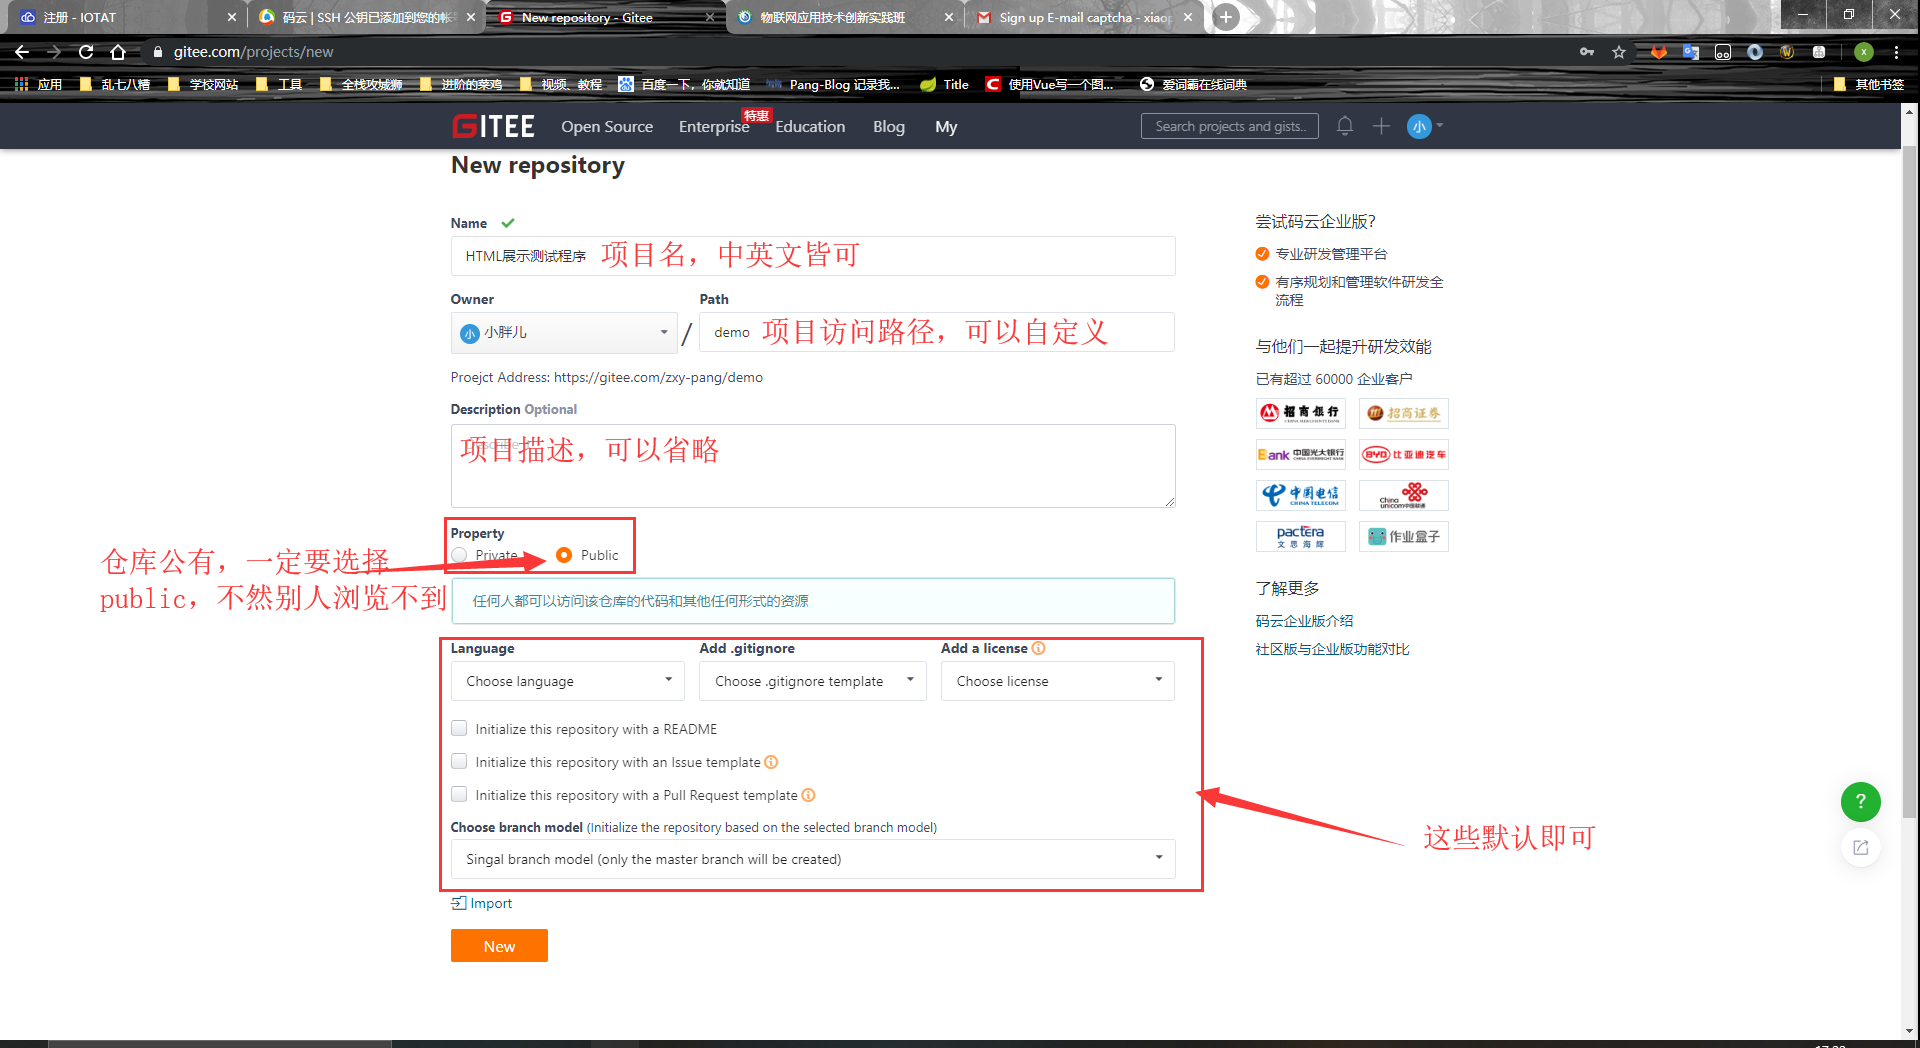 注册 - IOTAT
码云 | SSH 公钥已添加到您的帐
New repository - Gitee
物联网应用技术创新实践班
Sign up E-mail captcha - xiaop
gitee.com/projects/new
应用
乱七八糟
学校网站
工具
全栈攻城狮
进阶的菜鸡
视频、教程
百度一下，你就知道
Pang-Blog 记录我...
Title
使用Vue写一个图...
爱词霸在线词典
其他书签
GITEE
Open Source
Enterprise
特惠
Education
Blog
My
Search projects and gists..
小
New repository
Name
HTML展示测试程序
项目名，中英文皆可
Owner
Path
小 小胖儿
/
demo
项目访问路径，可以自定义
Proejct Address: https://gitee.com/zxy-pang/demo
Description Optional
项目描述，可以省略
Property
Private
Public
仓库公有，一定要选择
public，不然别人浏览不到
任何人都可以访问该仓库的代码和其他任何形式的资源
Language
Add .gitignore
Add a license
Choose language
Choose .gitignore template
Choose license
Initialize this repository with a README
Initialize this repository with an Issue template
Initialize this repository with a Pull Request template
Choose branch model (Initialize the repository based on the selected branch model)
Singal branch model (only the master branch will be created)
这些默认即可
Import
New
尝试码云企业版？
专业研发管理平台
有序规划和管理软件研发全
流程
与他们一起提升研发效能
已有超过 60000 企业客户
招商银行
招商证券
Bank 中国光大银行
BYD 比亚迪汽车
中国电信
CHINA TELECOM
China
unicom中国联通
pactera
文思海辉
作业盒子
了解更多
码云企业版介绍
社区版与企业版功能对比
?